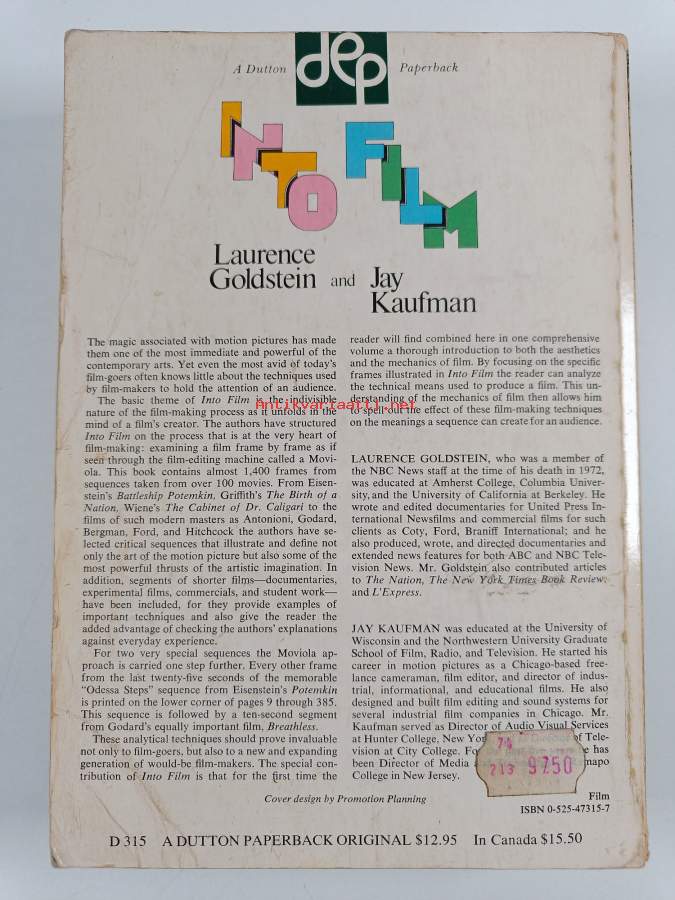 A Dutton dep Paperback
INTO FILM
Laurence
Goldstein and Jay
Kaufman
The magic associated with motion pictures has made
them one of the most immediate and powerful of the
contemporary arts. Yet even the most avid of today's
film-goers often knows little about the techniques used
by film-makers to hold the attention of an audience.
The basic theme of Into Film is the indivisible
nature of the film-making process as it unfolds in the
mind of a film's creator. The authors have structured
Into Film on the process that is at the very heart of
film-making: examining a film frame by frame as if
seen through the film-editing machine called a Movi-
ola. This book contains almost 1,400 frames from
sequences taken from over 100 movies. From Eisen-
stein's Battleship Potemkin, Griffith's The Birth of a
Nation, Wiene's The Cabinet of Dr. Caligari to the
films of such modern masters as Antonioni, Godard,
Bergman, Ford, and Hitchcock the authors have se-
lected critical sequences that illustrate and define not
only the art of the motion picture but also some of the
most powerful thrusts of the artistic imagination. In
addition, segments of shorter films—documentaries,
experimental films, commercials, and student work—
have been included, for they provide examples of
important techniques and also give the reader the
added advantage of checking the authors' explanations
against everyday experience.
For two very special sequences the Moviola ap-
proach is carried one step further. Every other frame
from the last twenty-five seconds of the memorable
"Odessa Steps" sequence from Eisenstein's Potemkin
is printed on the lower corner of pages 9 through 385.
This sequence is followed by a ten-second segment
from Godard's equally important film, Breathless.
These analytical techniques should prove invaluable
not only to film-goers, but also to a new and expanding
generation of would-be film-makers. The special con-
tribution of Into Film is that for the first time the
reader will find combined here in one comprehensive
volume a thorough introduction to both the aesthetics
and the mechanics of film. By focusing on the specific
frames illustrated in Into Film the reader can analyze
the technical means used to produce a film. This un-
derstanding of the mechanics of film then allows him
to spell out the effect of these film-making techniques
on the meanings a sequence can create for an audience.
LAURENCE GOLDSTEIN, who was a member of
the NBC News staff at the time of his death in 1972,
was educated at Amherst College, Columbia Univer-
sity, and the University of California at Berkeley. He
wrote and edited documentaries for United Press In-
ternational Newsfilms and commercial films for such
clients as Coty, Ford, Braniff International; and he
also produced, wrote, and directed documentaries and
extended news features for both ABC and NBC Tele-
vision News. Mr. Goldstein also contributed articles
to The Nation, The New York Times Book Review,
and L'Express.
JAY KAUFMAN was educated at the University of
Wisconsin and the Northwestern University Graduate
School of Film, Radio, and Television. He started his
career in motion pictures as a Chicago-based free-
lance cameraman, film editor, and director of indus-
trial, informational, and educational films. He also
designed and built film editing and sound systems for
several industrial film companies in Chicago. Mr.
Kaufman served as Director of Audio Visual Services
at Hunter College, New Yor of Tele-
vision at City College. Fo has
been Director of Media mapo
College in New Jersey.
74
213 9750
Cover design by Promotion Planning
Film
ISBN 0-525-47315-7
D 315 A DUTTON PAPERBACK ORIGINAL $12.95 In Canada $15.50